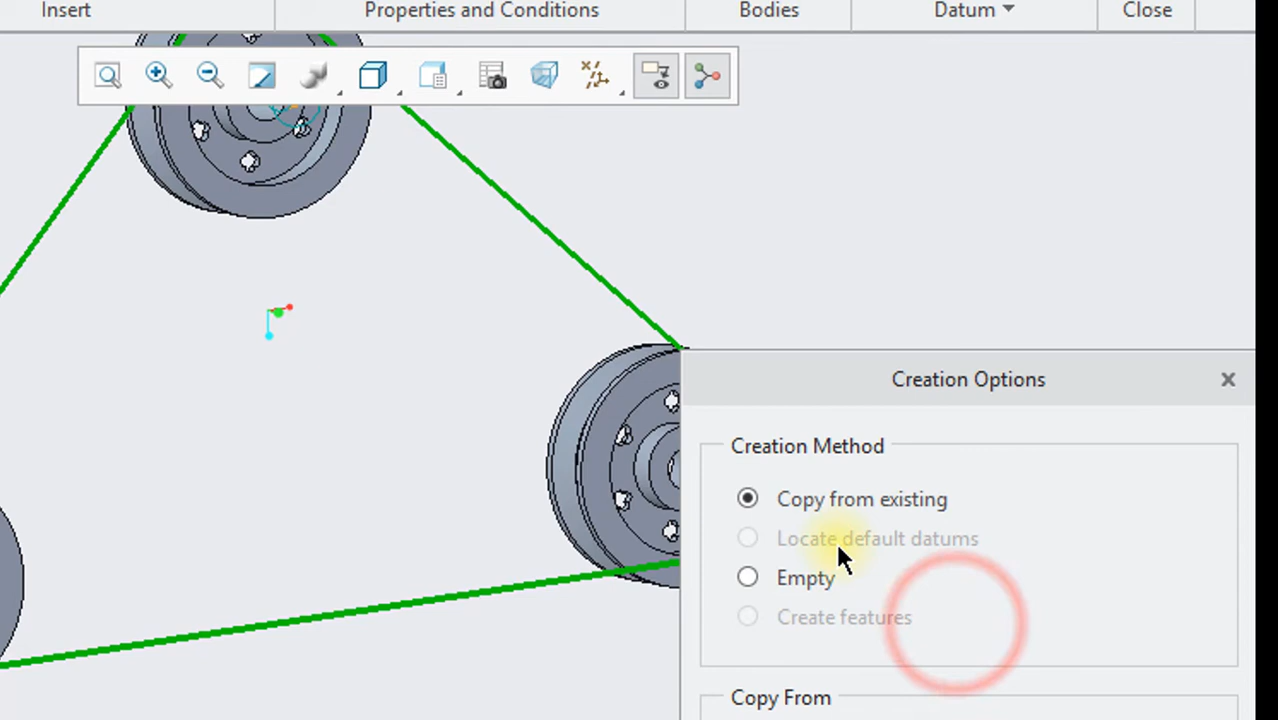 Insert
Properties and Conditions
Bodies
Datum
Close
Creation Options
Creation Method
Copy from existing
Locate default datums
Empty
Create features
Copy From